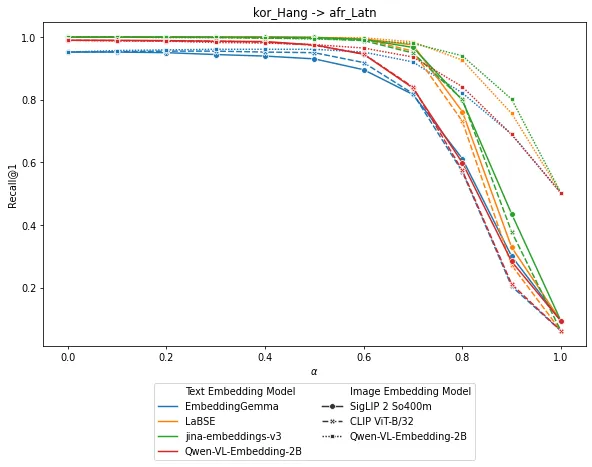 kor_Hang -> afr_Latn
Recall@1
1.0
0.8
0.6
0.4
0.2
0.0 0.2 0.4 0.6 0.8 1.0
α
Text Embedding Model Image Embedding Model
EmbeddingGemma SigLIP 2 So400m
LaBSE CLIP ViT-B/32
jina-embeddings-v3 Qwen-VL-Embedding-2B
Qwen-VL-Embedding-2B